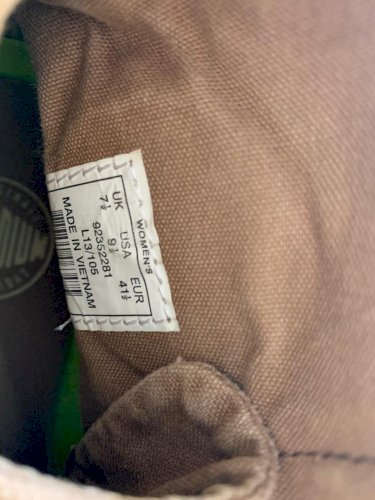 WOMEN'S
UK USA EUR
7½ 9½ 41½
92352281
L13/105
MADE IN VIETNAM